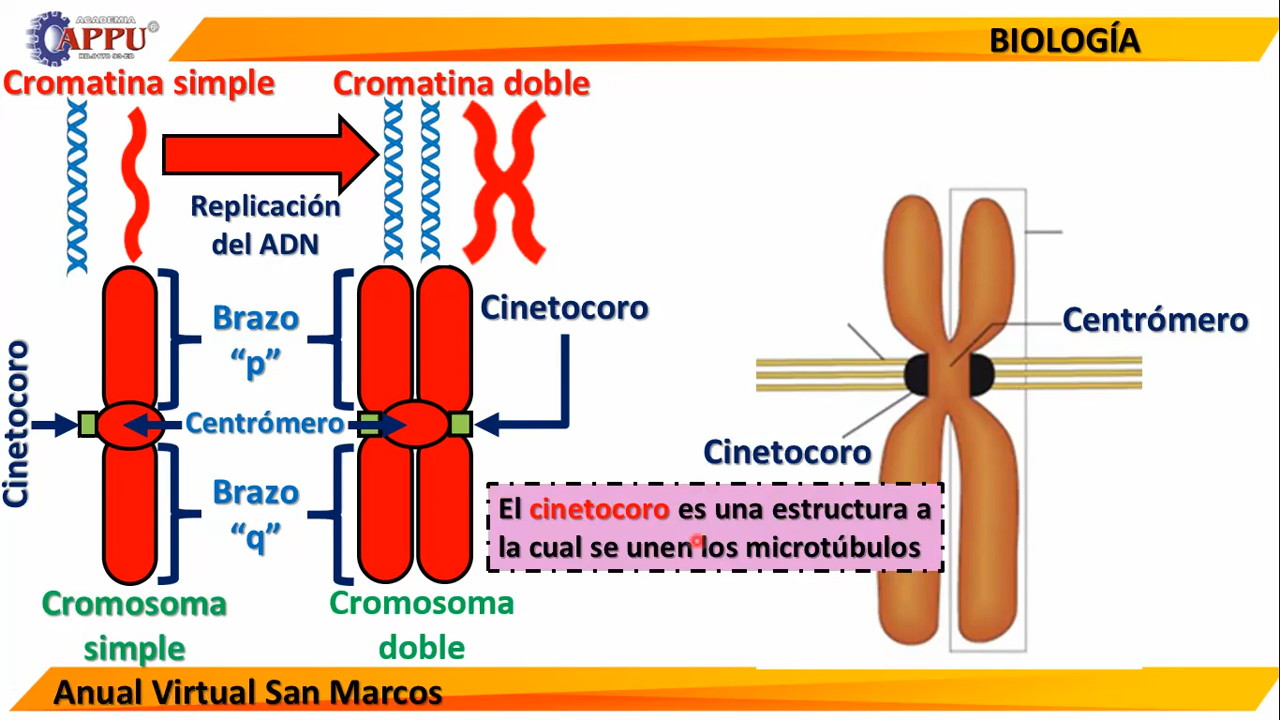 ACADEMIA
APPU
BIOLOGÍA
Cromatina simple
Cromatina doble
Replicación
del ADN
Brazo
“p”
Cinetocoro
Cinetocoro
Centrómero
Brazo
“q”
Cromosoma
simple
Cromosoma
doble
Centrómero
Cinetocoro
El cinetocoro es una estructura a
la cual se unen los microtúbulos
Anual Virtual San Marcos